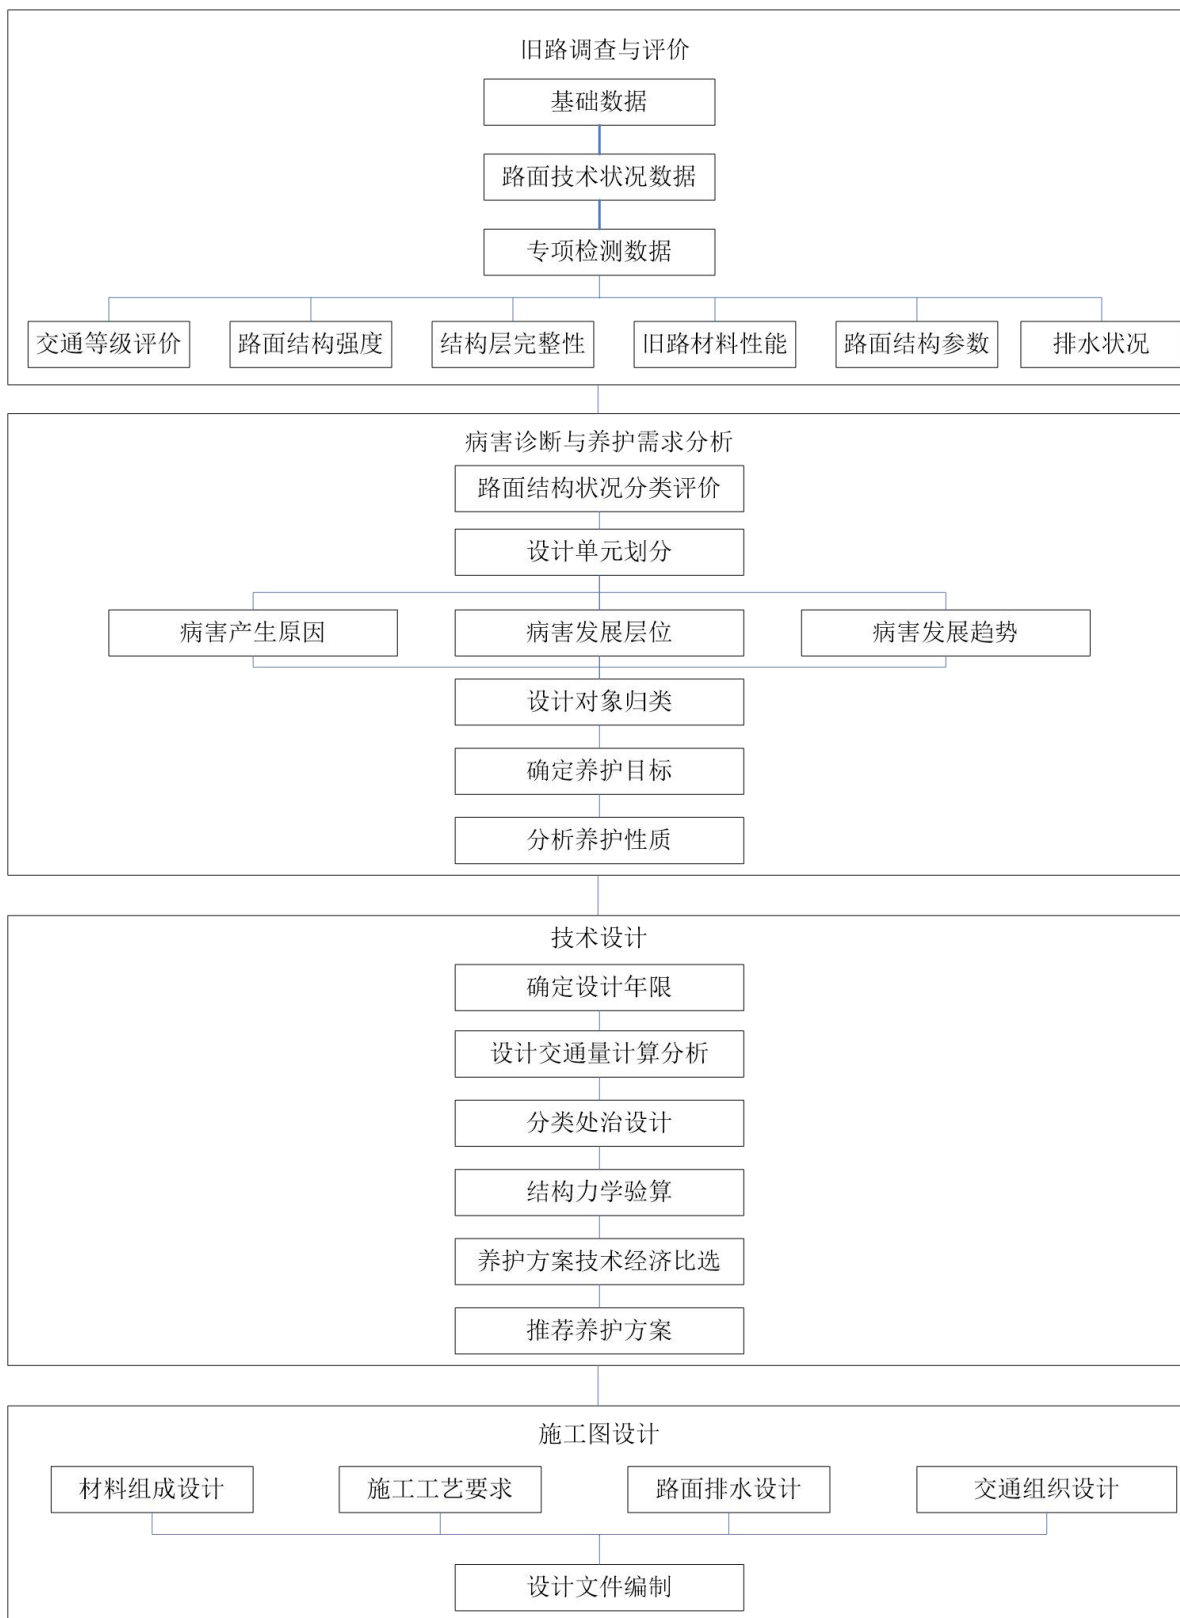 旧路调查与评价
基础数据
路面技术状况数据
专项检测数据
交通等级评价
路面结构强度
结构层完整性
旧路材料性能
路面结构参数
排水状况
病害诊断与养护需求分析
路面结构状况分类评价
设计单元划分
病害产生原因
病害发展层位
病害发展趋势
设计对象归类
确定养护目标
分析养护性质
技术设计
确定设计年限
设计交通量计算分析
分类处治设计
结构力学验算
养护方案技术经济比选
推荐养护方案
施工图设计
材料组成设计
施工工艺要求
路面排水设计
交通组织设计
设计文件编制